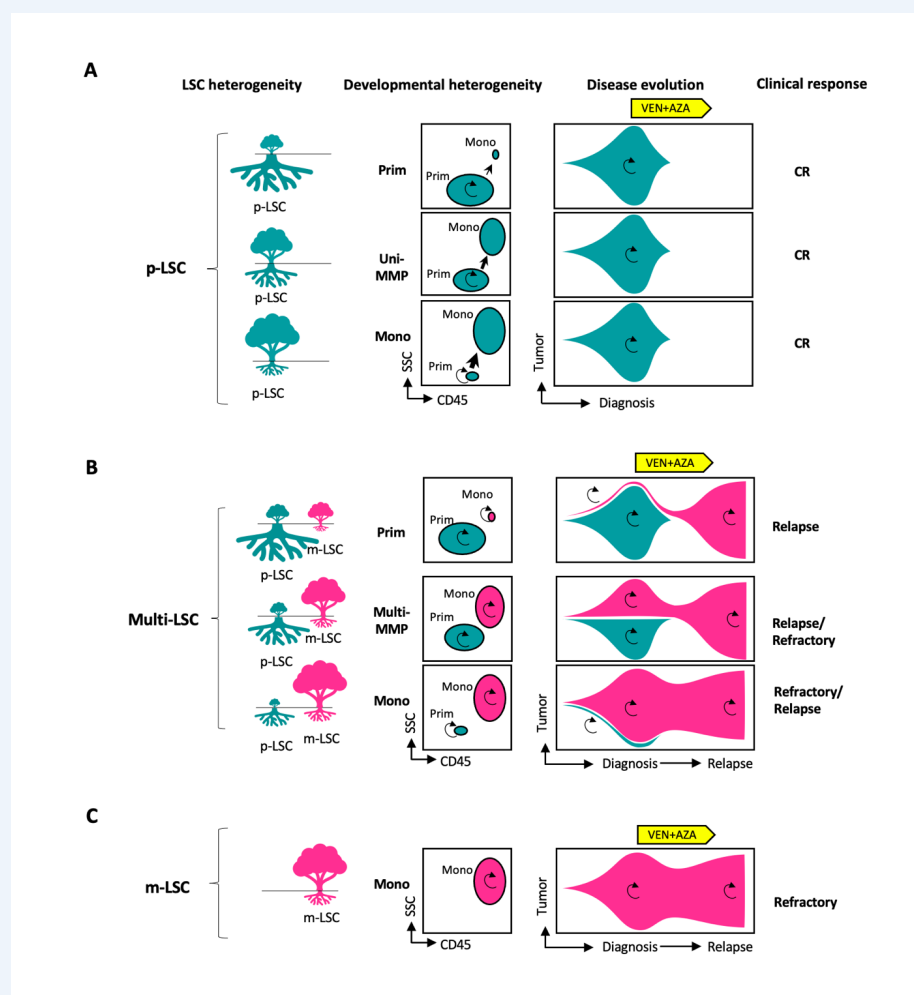 A
LSC heterogeneity
Developmental heterogeneity
Disease evolution
Clinical response
VEN+AZA
p-LSC
p-LSC
Prim
Mono
Prim
CR
p-LSC
Uni-
MMP
Mono
Prim
CR
p-LSC
Mono
Mono
Prim
SSC
CD45
Tumor
Diagnosis
CR
B
VEN+AZA
Multi-LSC
p-LSC
m-LSC
Prim
Mono
Prim
Relapse
p-LSC
m-LSC
Multi-
MMP
Mono
Prim
Relapse/
Refractory
p-LSC
m-LSC
Mono
Mono
Prim
SSC
CD45
Tumor
Diagnosis
Relapse
Refractory/
Relapse
C
VEN+AZA
m-LSC
m-LSC
Mono
Mono
SSC
CD45
Tumor
Diagnosis
Relapse
Refractory